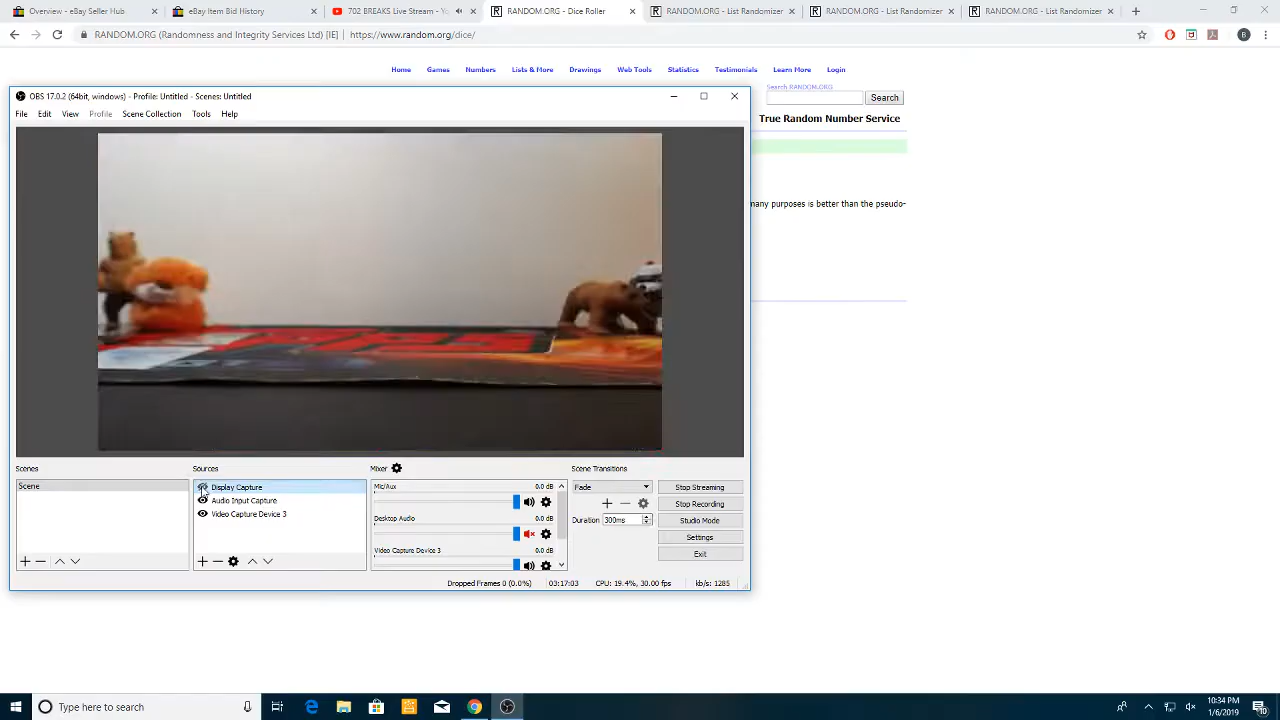 Overview - eBay Seller Hub
eBay Item Bid History
702 BREAKS Live Stream - Yo
RANDOM.ORG - Dice Roller
RANDOM.ORG - List Randomizer
RANDOM.ORG - List Randomizer
RANDOM.ORG - List Randomizer
RANDOM.ORG (Randomness and Integrity Services Ltd) [IE] | https://www.random.org/dice/
B
Home Games Numbers Lists & More Drawings Web Tools Statistics Testimonials Learn More Login
Search RANDOM.ORG
Search
True Random Number Service
many purposes is better than the pseudo-
OBS 17.0.2 (64bit, windows) - Profile: Untitled - Scenes: Untitled
File Edit View Profile Scene Collection Tools Help
Scenes
Scene
Sources
Display Capture
Audio Input Capture
Video Capture Device 3
Mixer
Mic/Aux 0.0 dB
Desktop Audio 0.0 dB
Video Capture Device 3 0.0 dB
Scene Transitions
Fade
Duration 300ms
Stop Streaming
Stop Recording
Studio Mode
Settings
Exit
Dropped Frames 0 (0.0%) 03:17:03 CPU: 19.4%, 30.00 fps kb/s: 1285
Type here to search
10:34 PM
1/6/2019